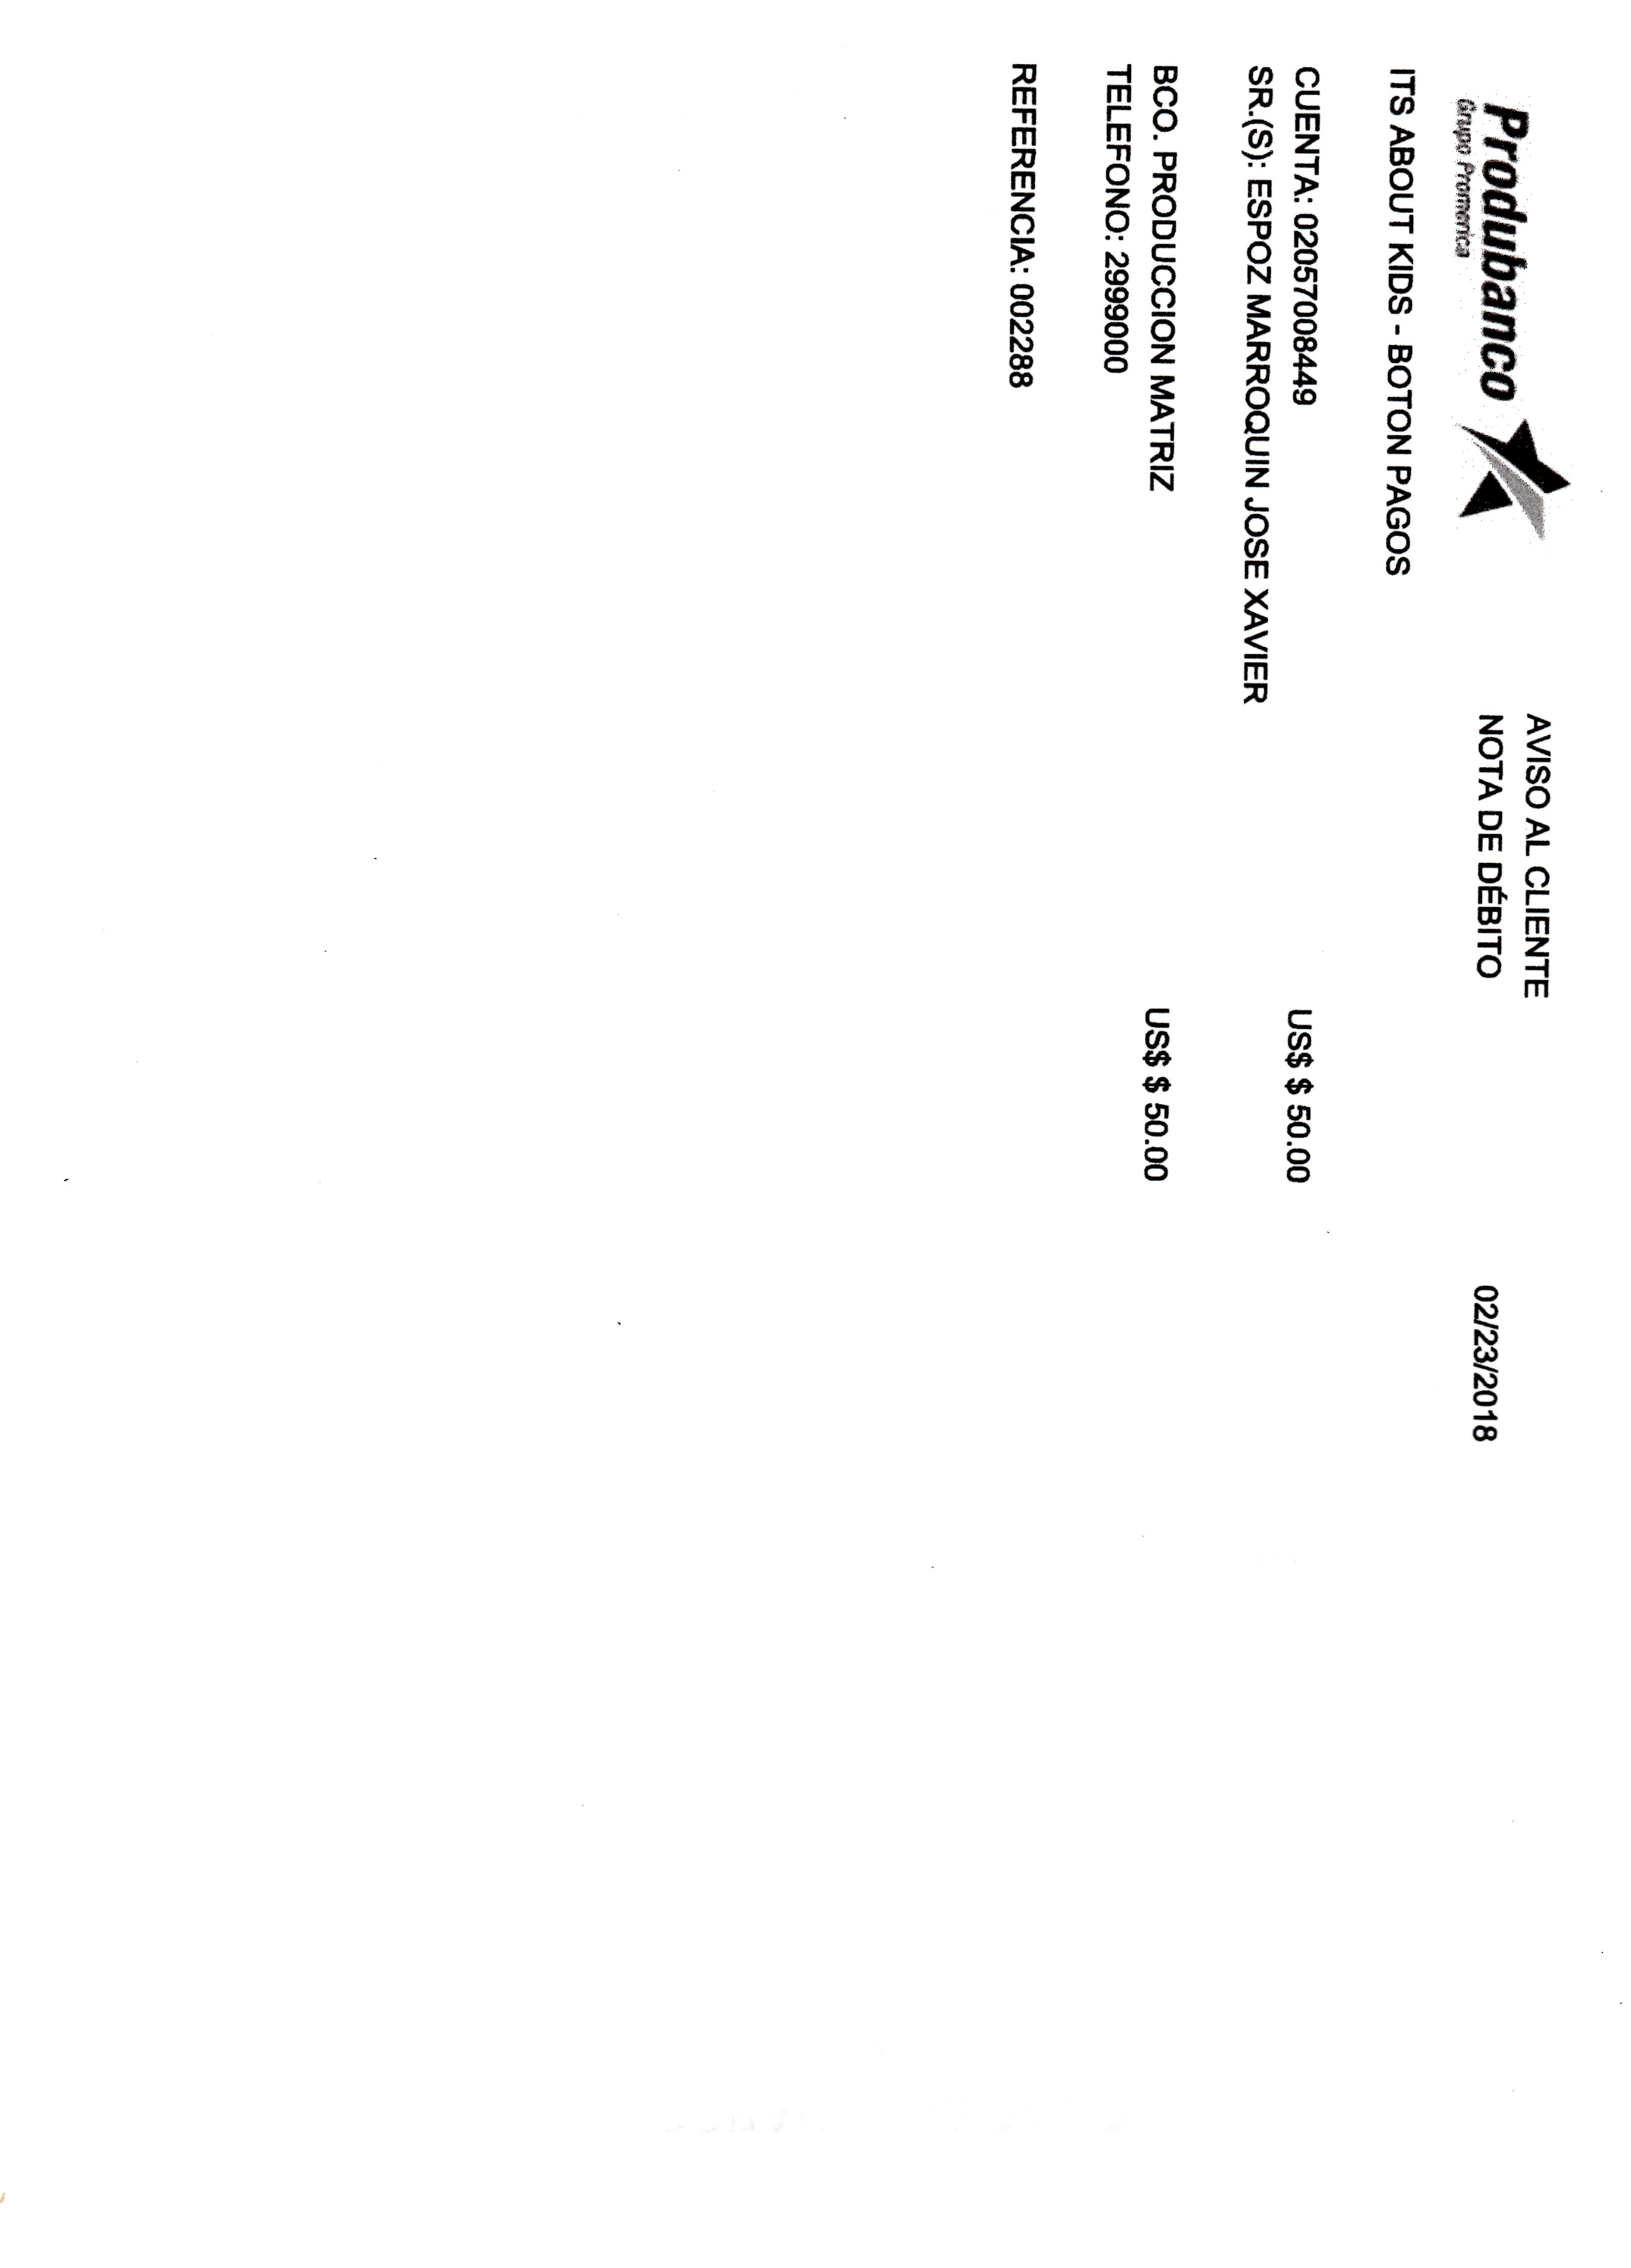 Produbanco
Grupo Promerica
AVISO AL CLIENTE
NOTA DE DÉBITO
02/23/2018
ITS ABOUT KIDS - BOTON PAGOS
CUENTA: 02057008449 US$ $ 50.00
SR.(S): ESPOZ MARROQUIN JOSE XAVIER
BCO. PRODUCCION MATRIZ US$ $ 50.00
TELEFONO: 2999000
REFERENCIA: 002288